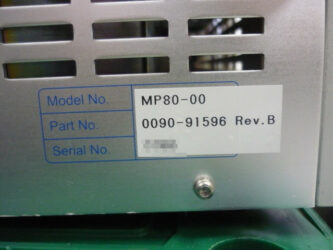 Model No. MP80-00
Part No. 0090-91596 Rev.B
Serial No.